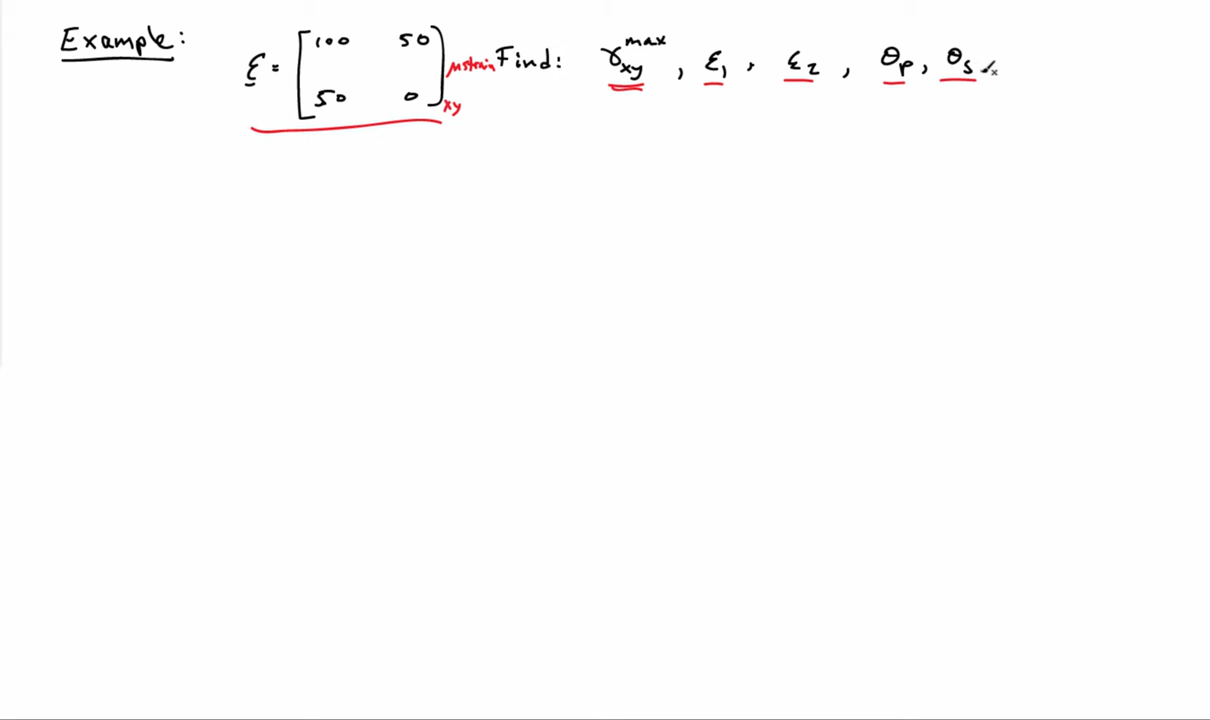 Example: ε = [100 50 50 0] μstrain xy Find: γxy^max, ε1, ε2, θp, θs.